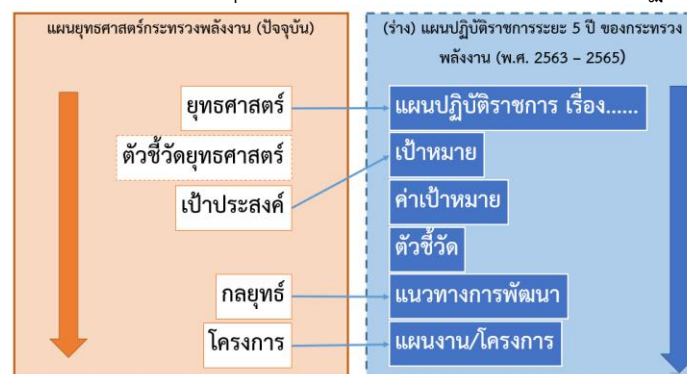 แผนยุทธศาสตร์กระทรวงพลังงาน (ปัจจุบัน)
ยุทธศาสตร์
ตัวชี้วัดยุทธศาสตร์
เป้าประสงค์
กลยุทธ์
โครงการ
(ร่าง) แผนปฏิบัติราชการระยะ 5 ปี ของกระทรวง
พลังงาน (พ.ศ. 2563 – 2565)
แผนปฏิบัติราชการ เรื่อง......
เป้าหมาย
ค่าเป้าหมาย
ตัวชี้วัด
แนวทางการพัฒนา
แผนงาน/โครงการ